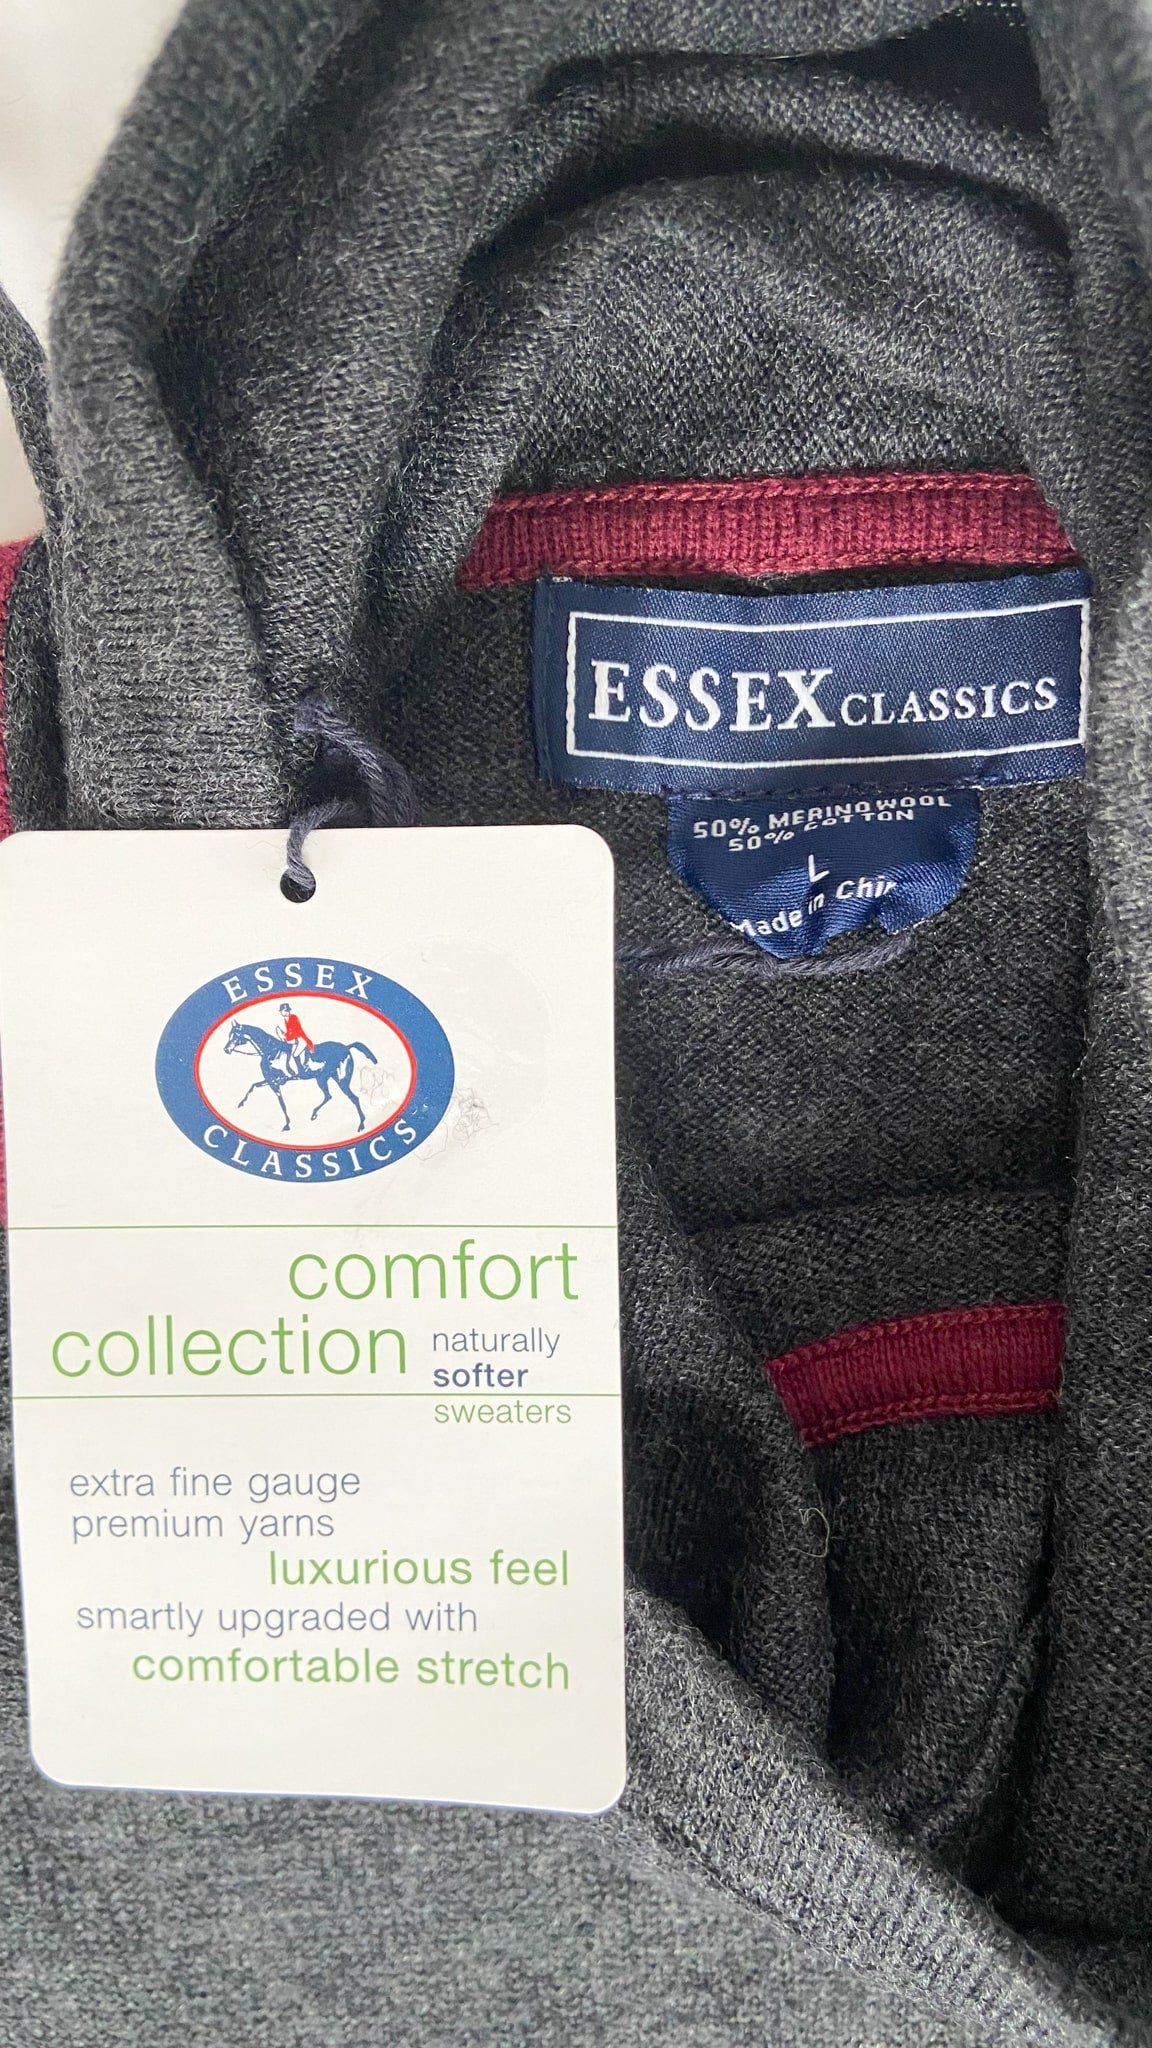 ESSEX CLASSICS
50% MERINO WOOL
50% COTTON
L
Made in
ESSEX
CLASSICS
comfort
collection naturally
softer
sweaters
extra fine gauge
premium yarns
luxurious feel
smartly upgraded with
comfortable stretch